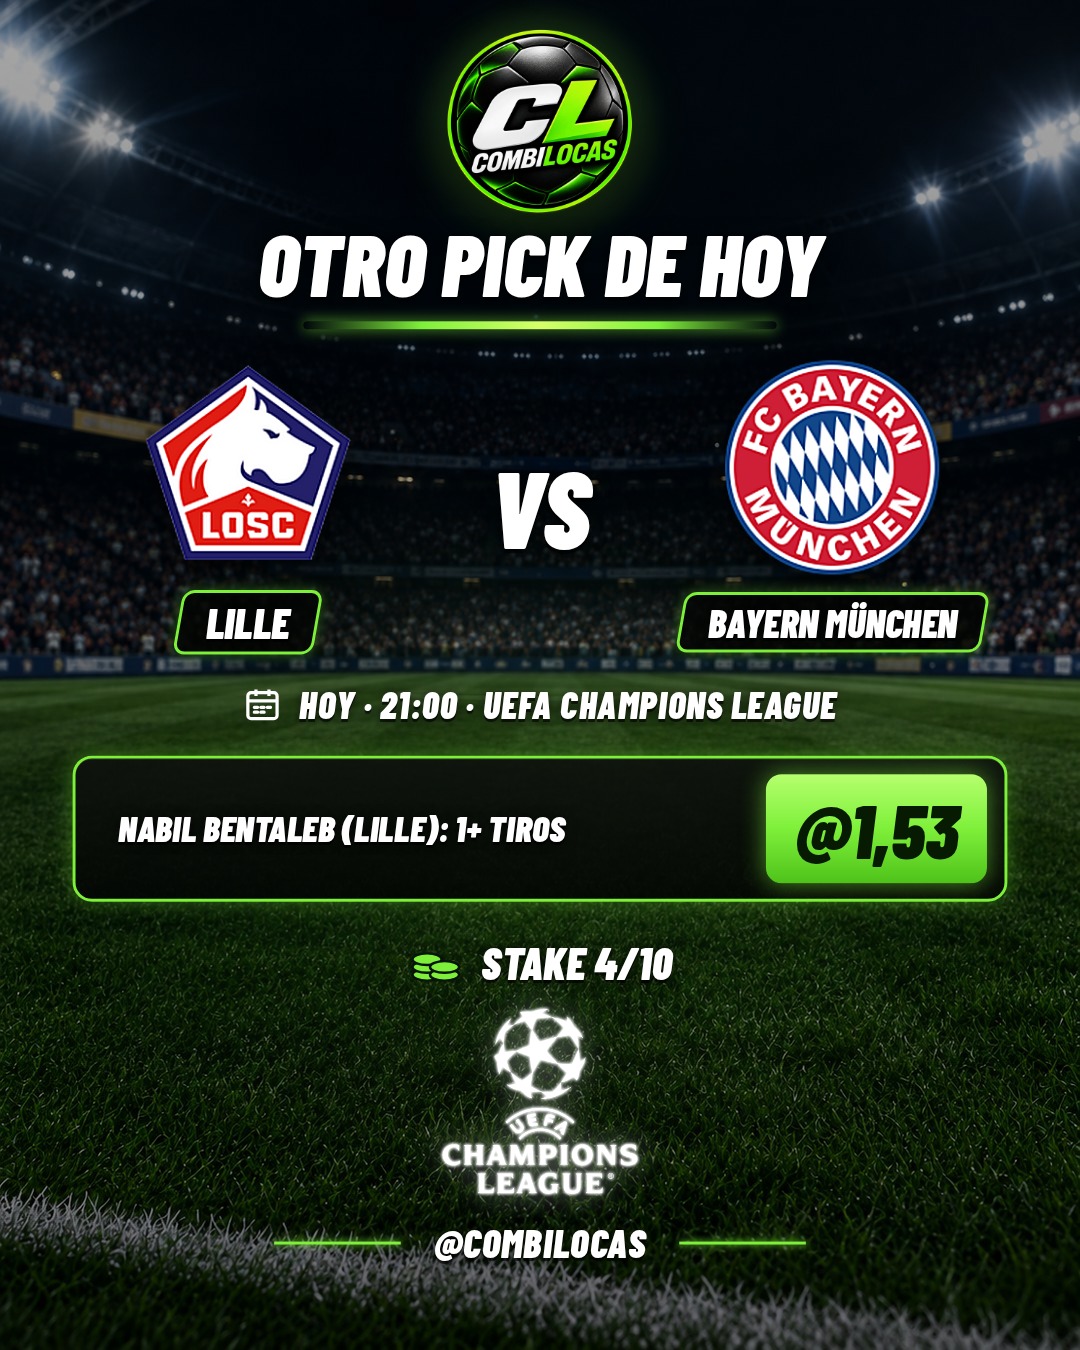 CL
COMBILOCAS
OTRO PICK DE HOY
LOSC
VS
FC BAYERN
MÜNCHEN
LILLE
BAYERN MÜNCHEN
HOY · 21:00 · UEFA CHAMPIONS LEAGUE
NABIL BENTALEB (LILLE): 1+ TIROS
@1,53
STAKE 4/10
UEFA
CHAMPIONS
LEAGUE®
@COMBILOCAS